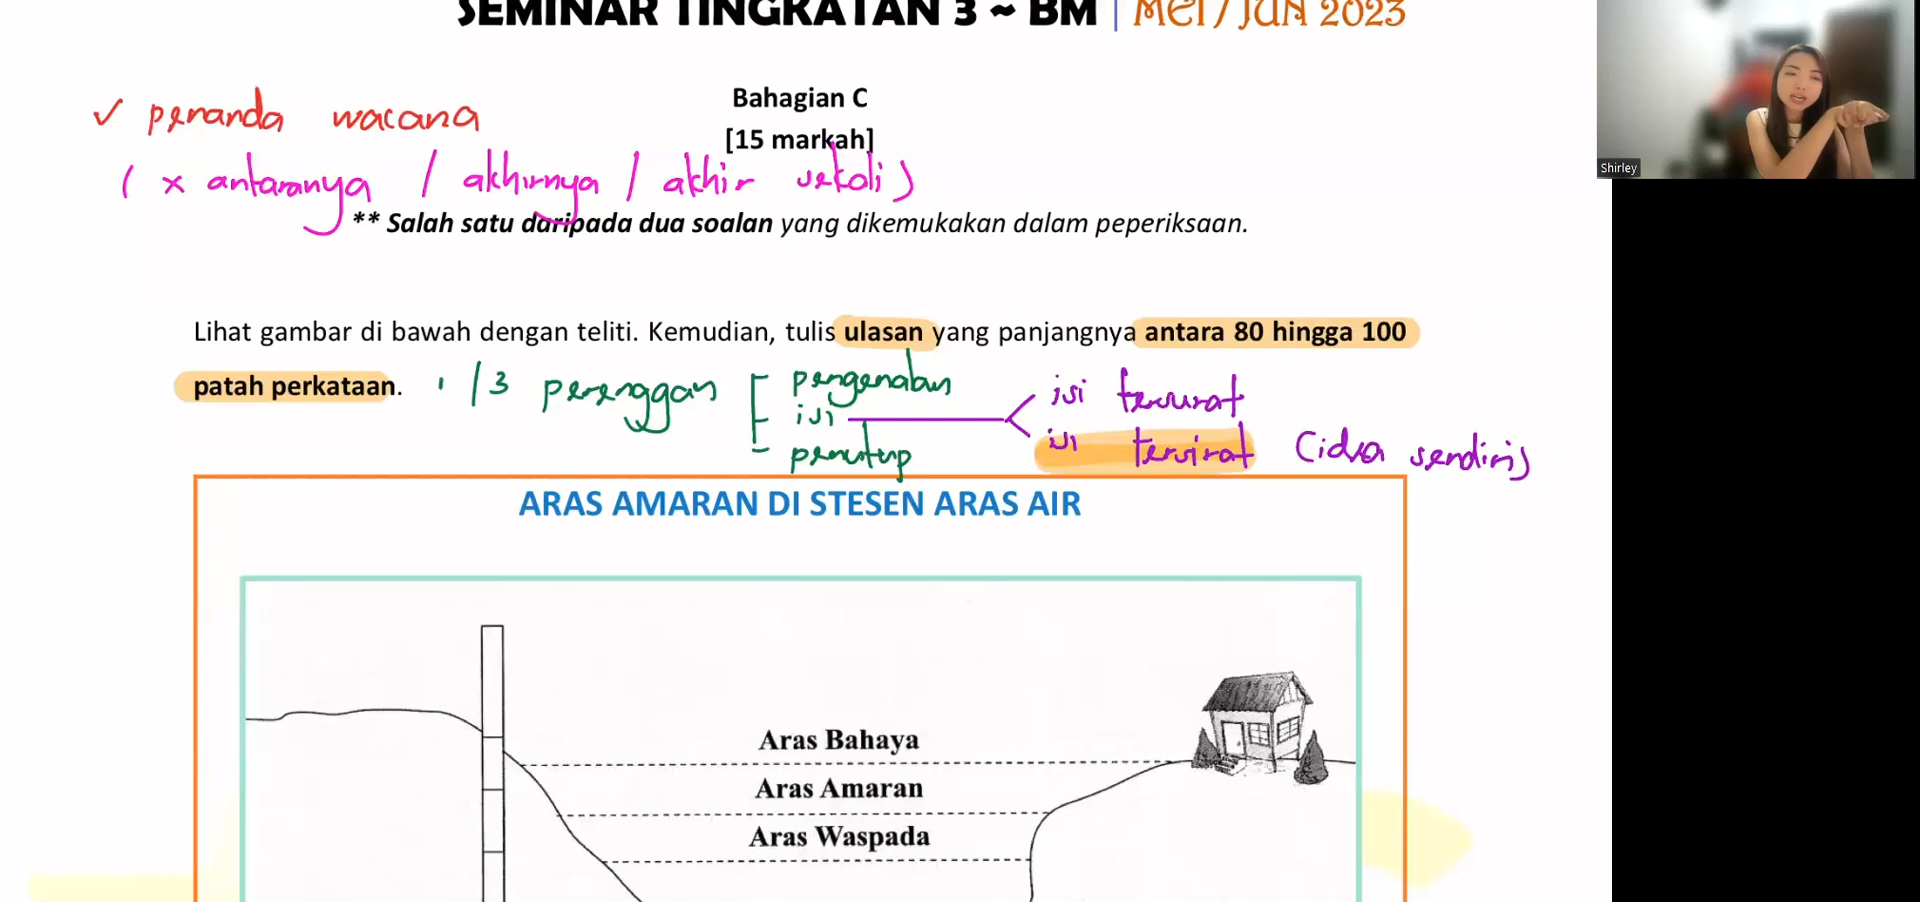 SEMINAR TINGKATAN 3 ~ BM | MEI / JUN 2023
Shirley
Bahagian C
✓ penanda wacana
[15 markah]
( x antaranya / akhirnya / akhir sekali )
** Salah satu daripada dua soalan yang dikemukakan dalam peperiksaan.
Lihat gambar di bawah dengan teliti. Kemudian, tulis ulasan yang panjangnya antara 80 hingga 100
patah perkataan. 1 / 3 perenggan
pengenalan
isi
penutup
isi tersurat
isi tersirat (idea sendiri)
ARAS AMARAN DI STESEN ARAS AIR
Aras Bahaya
Aras Amaran
Aras Waspada